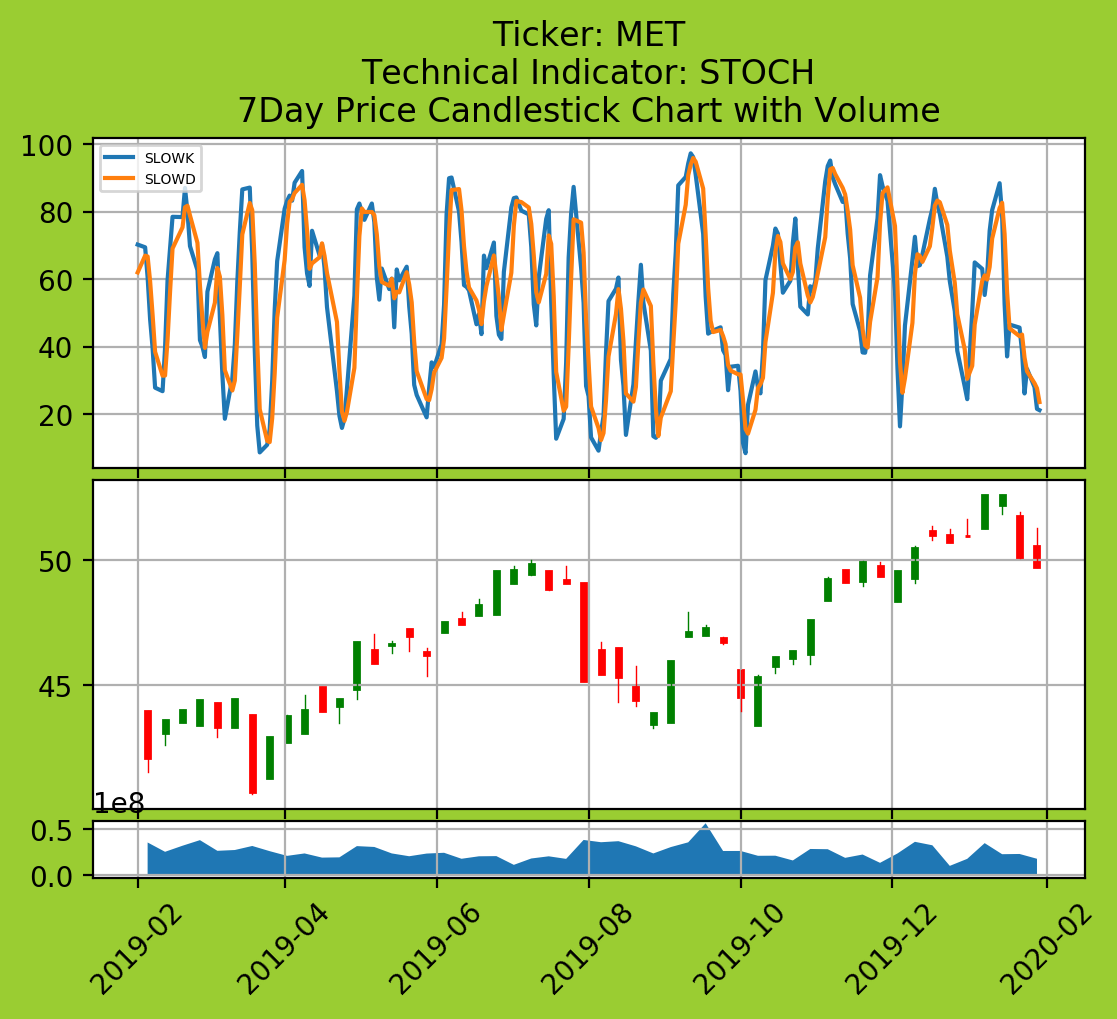 Ticker: MET
Technical Indicator: STOCH
7Day Price Candlestick Chart with Volume
100
80
60
40
20
SLOWK
SLOWD
50
45
1e8
0.5
0.0
2019-02
2019-04
2019-06
2019-08
2019-10
2019-12
2020-02